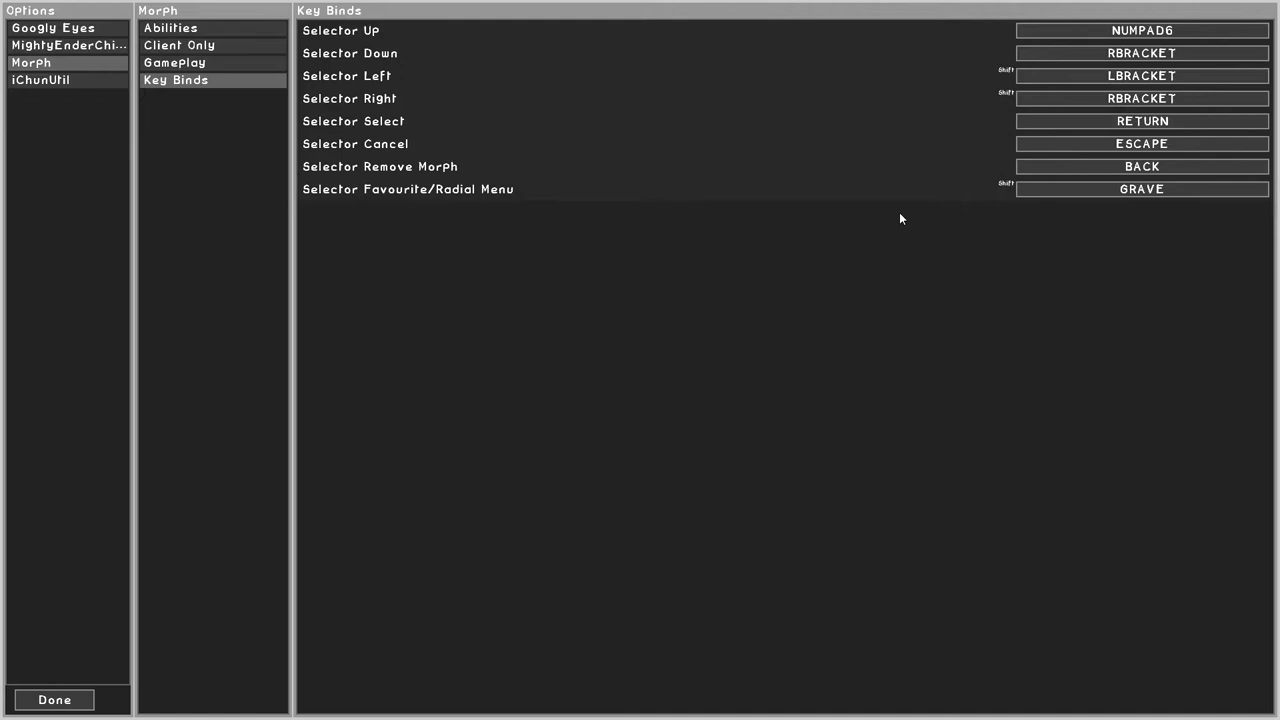 Options
Googly Eyes
MightyEnderChi...
Morph
iChunUtil
Done
Morph
Abilities
Client Only
GamePlay
Key Binds
Key Binds
Selector Up NUMPAD6
Selector Down RBRACKET
Selector Left Shift LBRACKET
Selector Right Shift RBRACKET
Selector Select RETURN
Selector Cancel ESCAPE
Selector Remove Morph BACK
Selector Favourite/Radial Menu Shift GRAVE